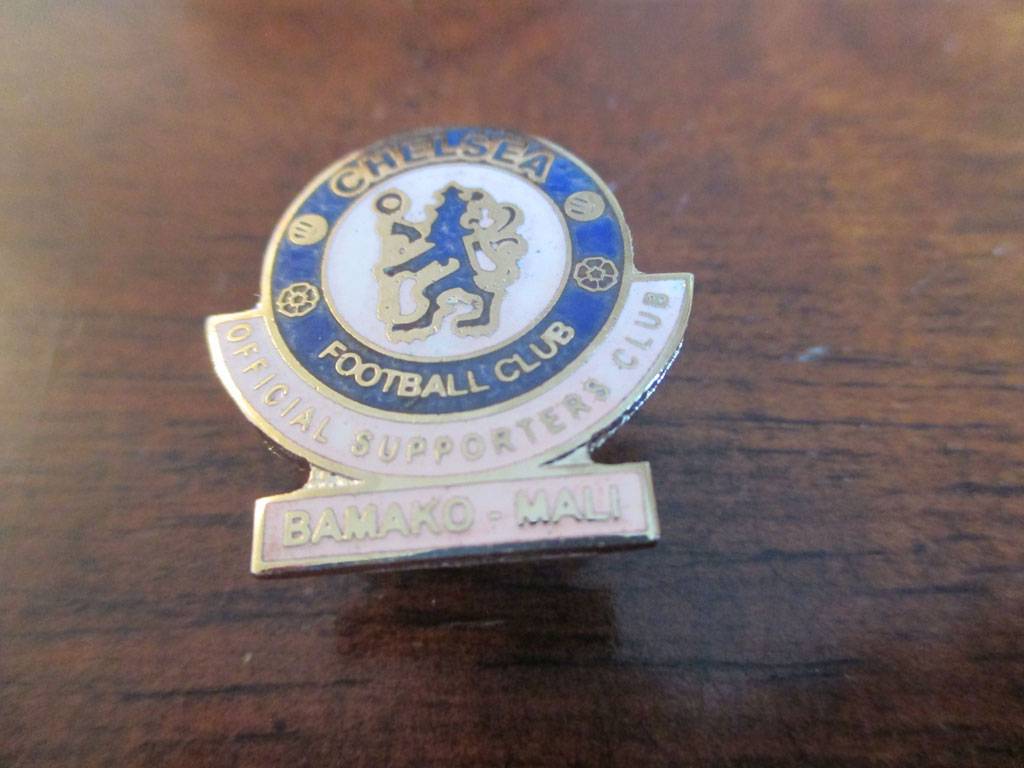 CHELSEA
FOOTBALL CLUB
OFFICIAL SUPPORTERS CLUB
BAMAKO - MALI